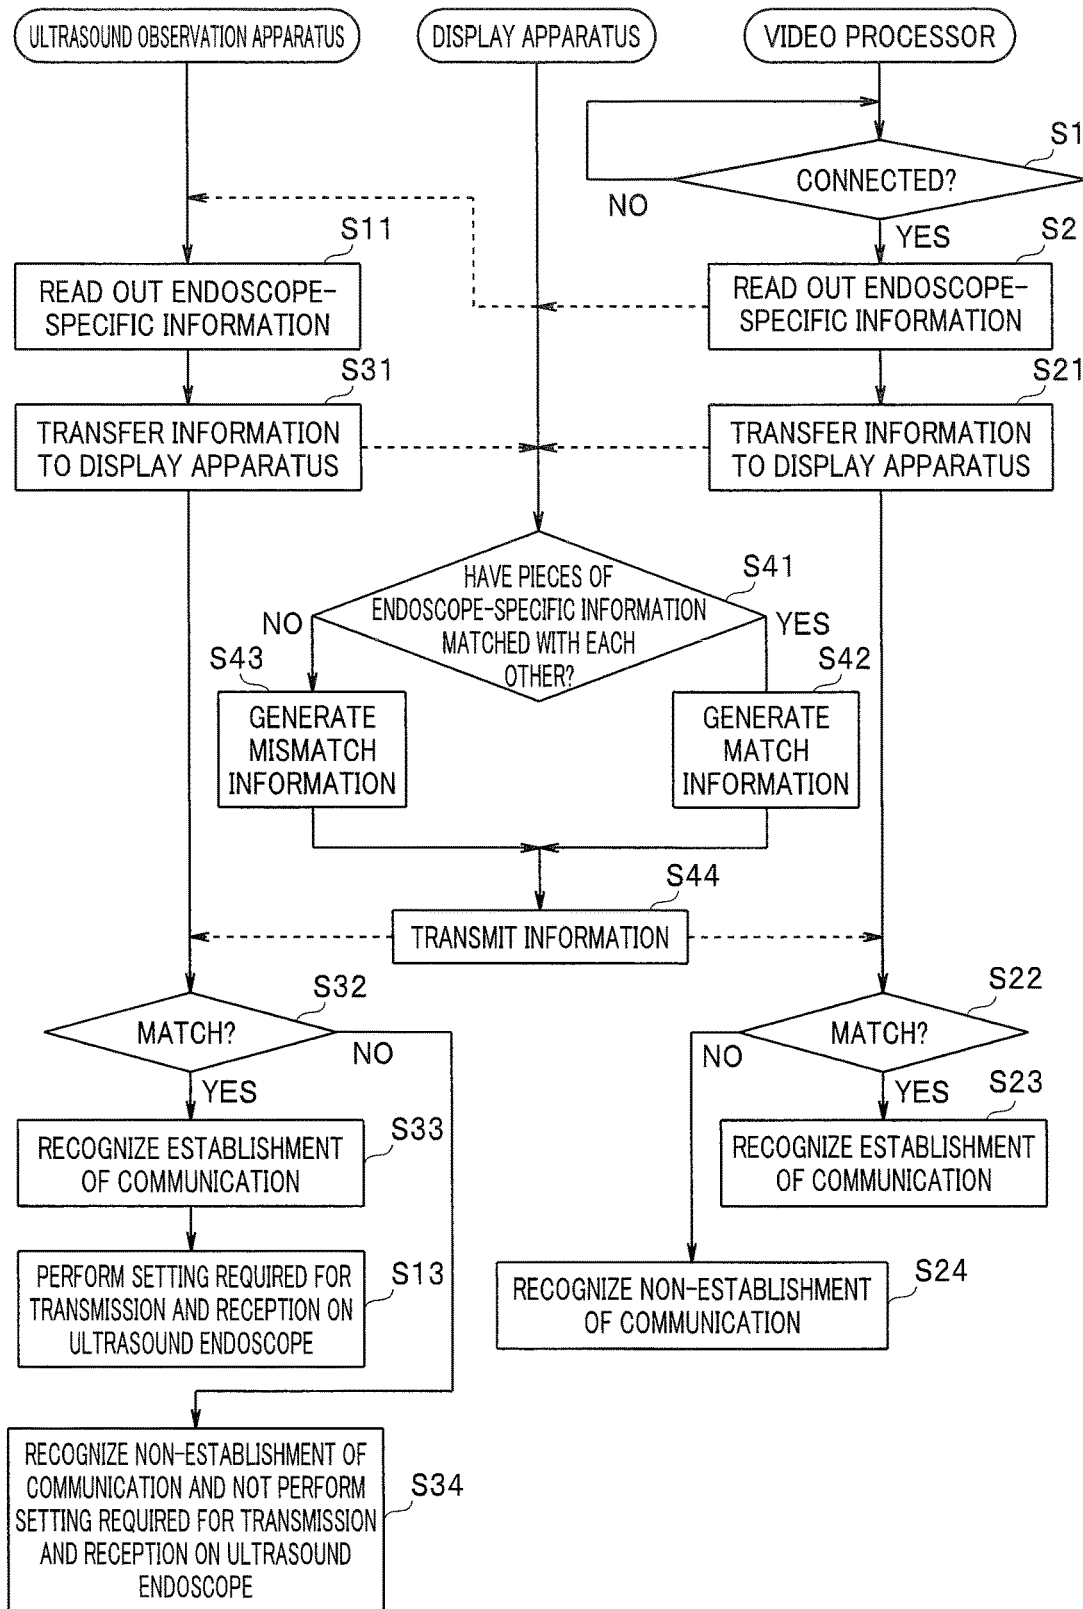 ULTRASOUND OBSERVATION APPARATUS
DISPLAY APPARATUS
VIDEO PROCESSOR
S1
CONNECTED?
NO
YES
S11
S2
READ OUT ENDOSCOPE-
SPECIFIC INFORMATION
READ OUT ENDOSCOPE-
SPECIFIC INFORMATION
S31
S21
TRANSFER INFORMATION
TO DISPLAY APPARATUS
TRANSFER INFORMATION
TO DISPLAY APPARATUS
S41
HAVE PIECES OF
ENDOSCOPE-SPECIFIC INFORMATION
MATCHED WITH EACH
OTHER?
NO
YES
S43
S42
GENERATE
MISMATCH
INFORMATION
GENERATE
MATCH
INFORMATION
S44
TRANSMIT INFORMATION
S32
S22
MATCH?
NO
YES
MATCH?
NO
YES
S33
S23
RECOGNIZE ESTABLISHMENT
OF COMMUNICATION
RECOGNIZE ESTABLISHMENT
OF COMMUNICATION
S13
PERFORM SETTING REQUIRED FOR
TRANSMISSION AND RECEPTION ON
ULTRASOUND ENDOSCOPE
S24
RECOGNIZE NON-ESTABLISHMENT
OF COMMUNICATION
S34
RECOGNIZE NON-ESTABLISHMENT OF
COMMUNICATION AND NOT PERFORM
SETTING REQUIRED FOR TRANSMISSION
AND RECEPTION ON ULTRASOUND
ENDOSCOPE